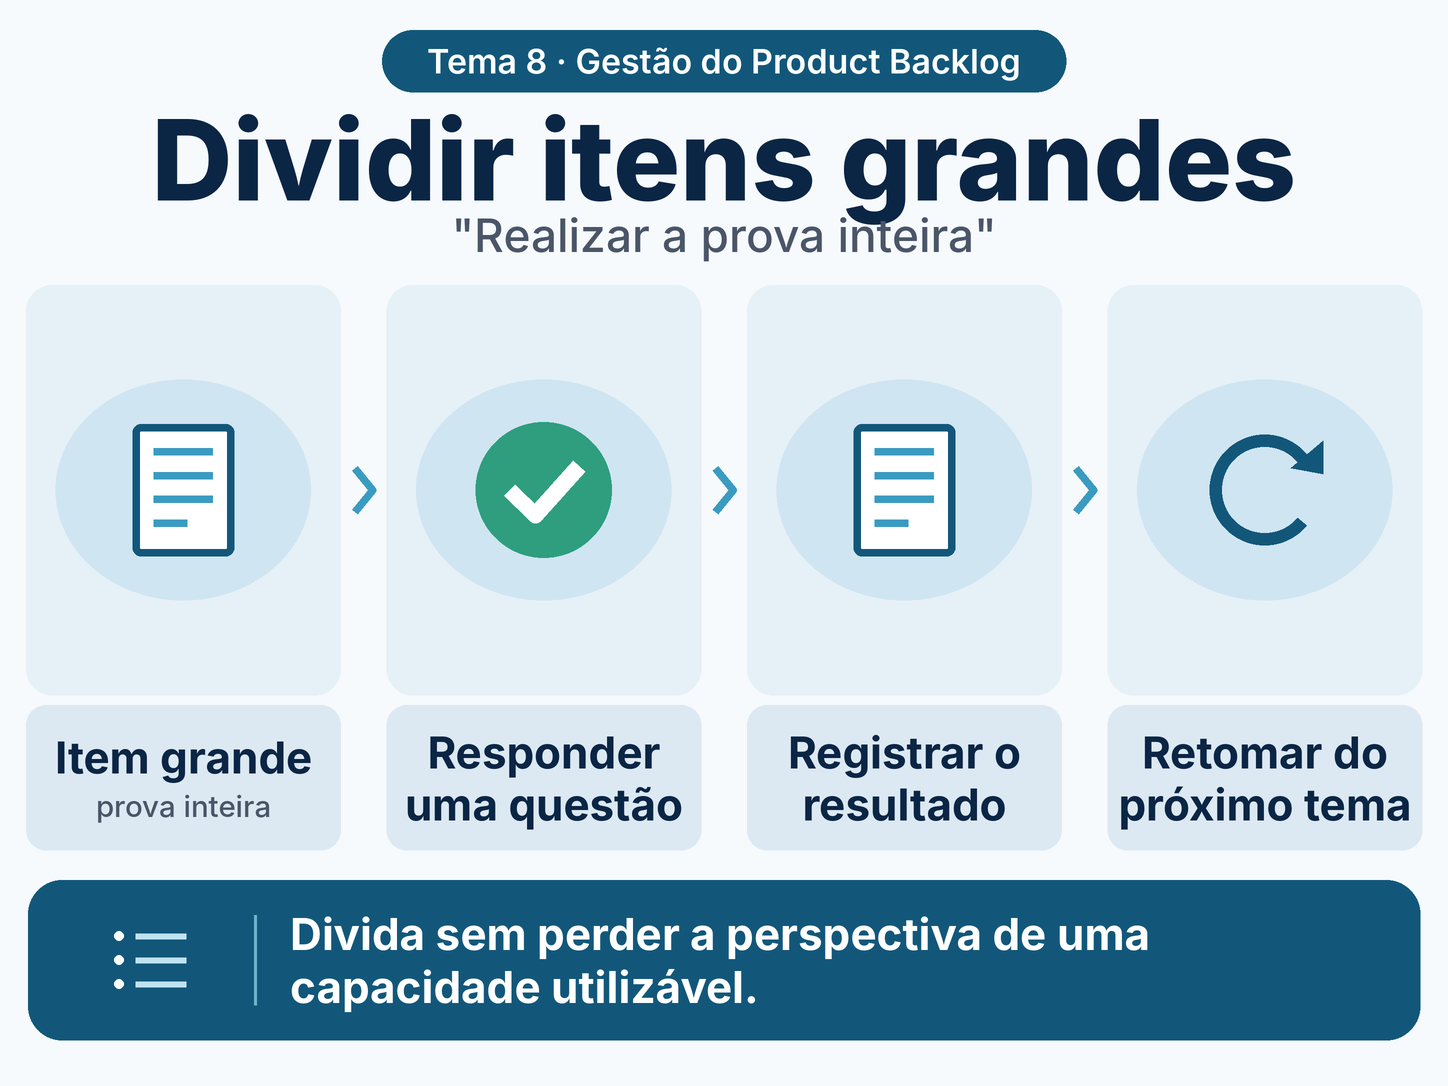 Tema 8 · Gestão do Product Backlog
Dividir itens grandes
"Realizar a prova inteira"
Item grande
prova inteira
Responder
uma questão
Registrar o
resultado
Retomar do
próximo tema
Divida sem perder a perspectiva de uma
capacidade utilizável.